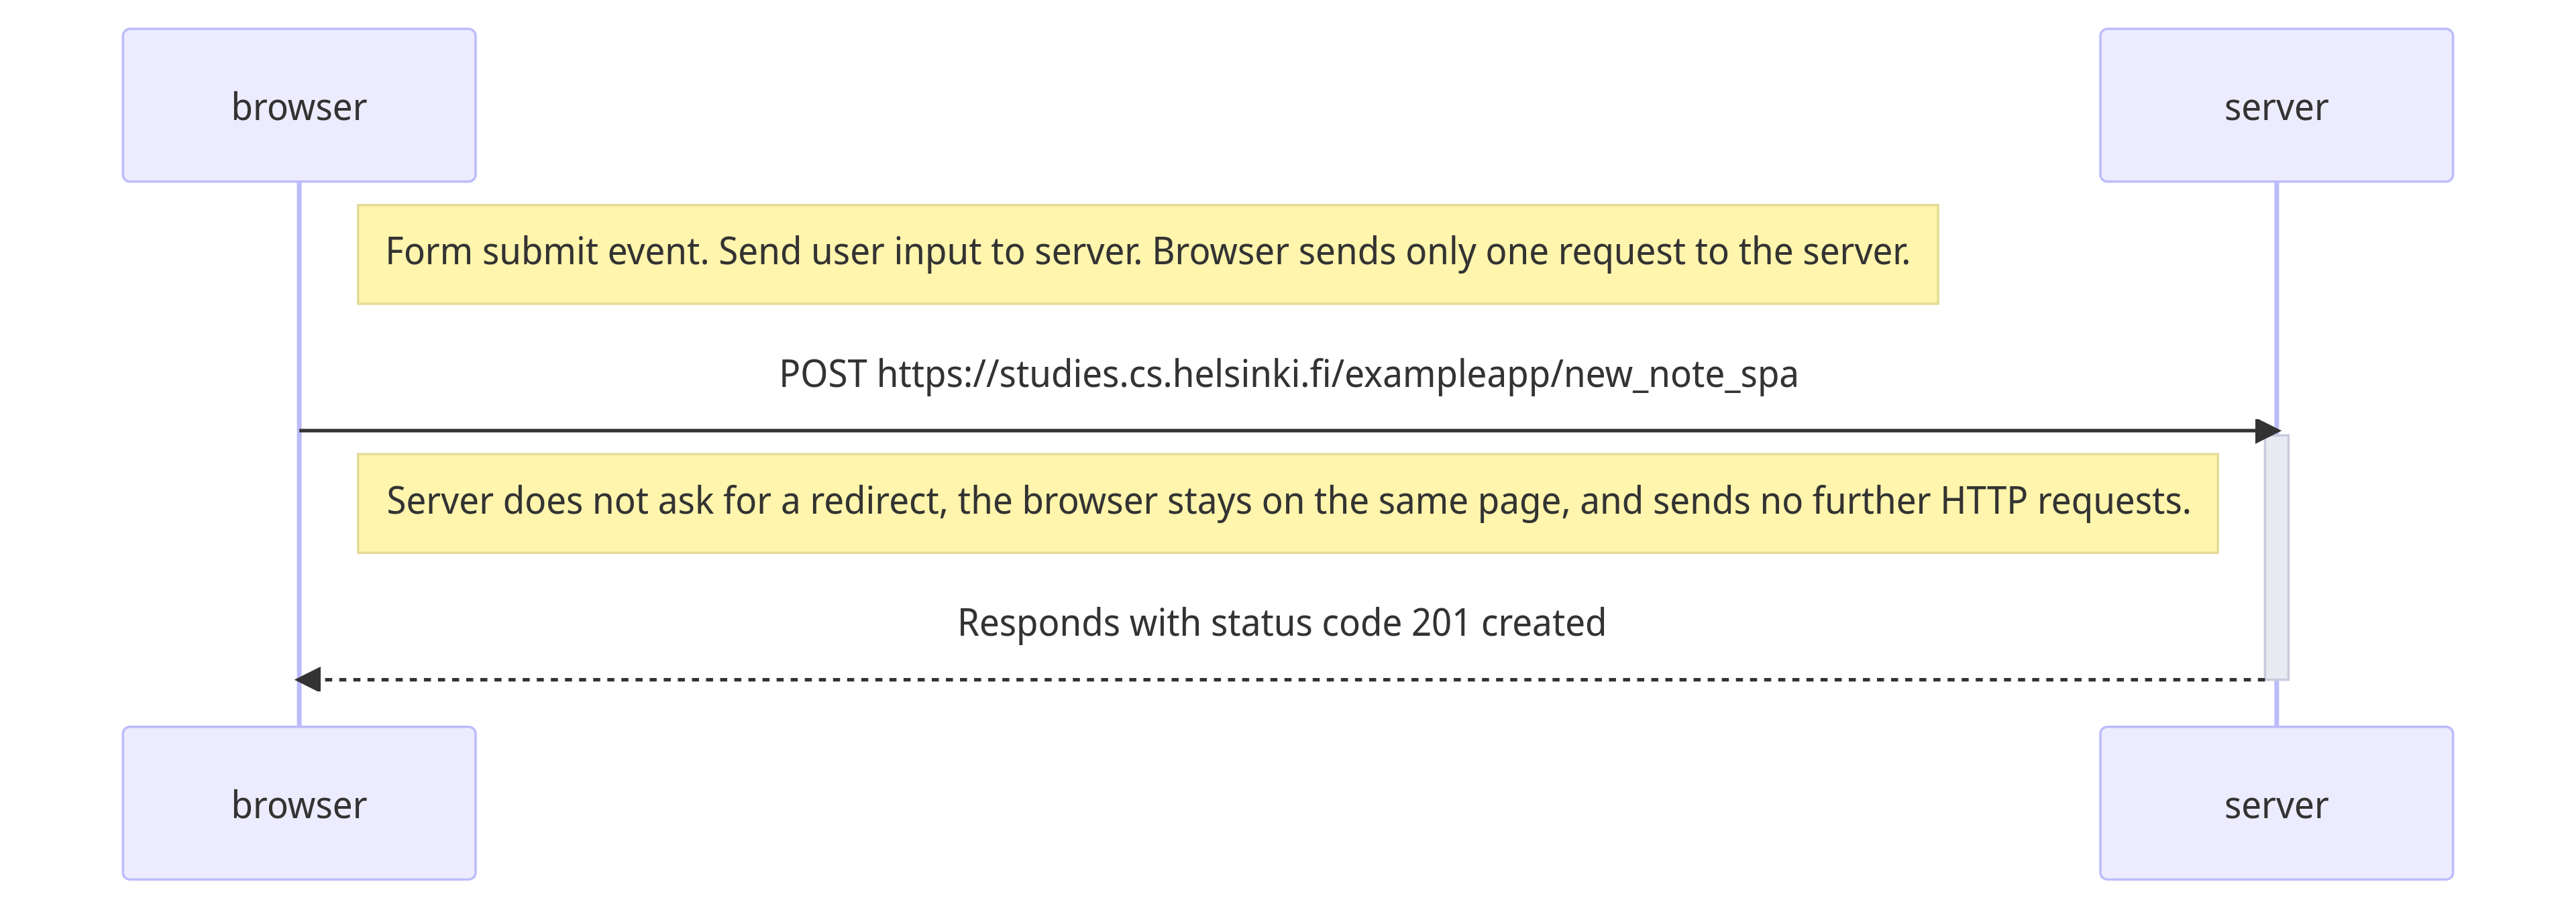 browser
server
Form submit event. Send user input to server. Browser sends only one request to the server.
POST https://studies.cs.helsinki.fi/exampleapp/new_note_spa
Server does not ask for a redirect, the browser stays on the same page, and sends no further HTTP requests.
Responds with status code 201 created
browser
server